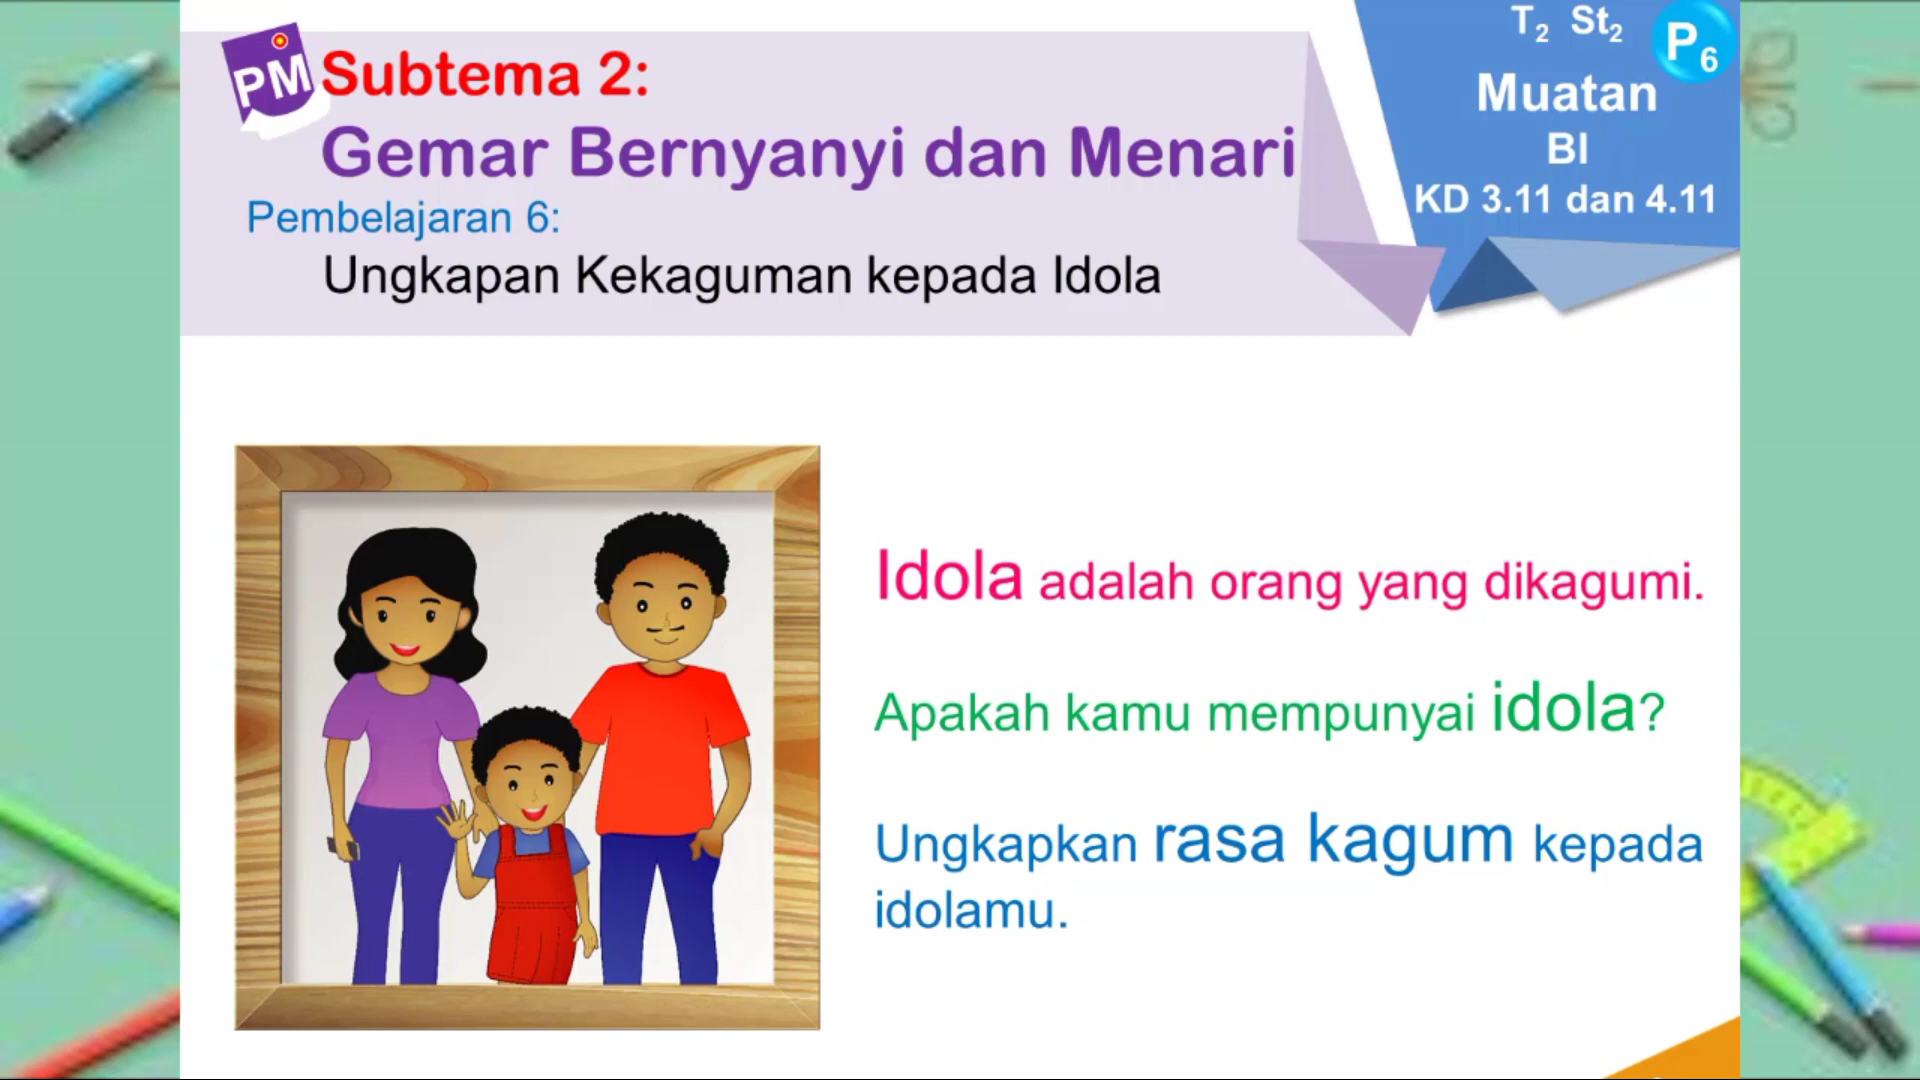 PM
Subtema 2:
Gemar Bernyanyi dan Menari
Pembelajaran 6:
Ungkapan Kekaguman kepada Idola
T2 St2
P6
Muatan
BI
KD 3.11 dan 4.11
Idola adalah orang yang dikagumi.
Apakah kamu mempunyai idola?
Ungkapkan rasa kagum kepada
idolamu.